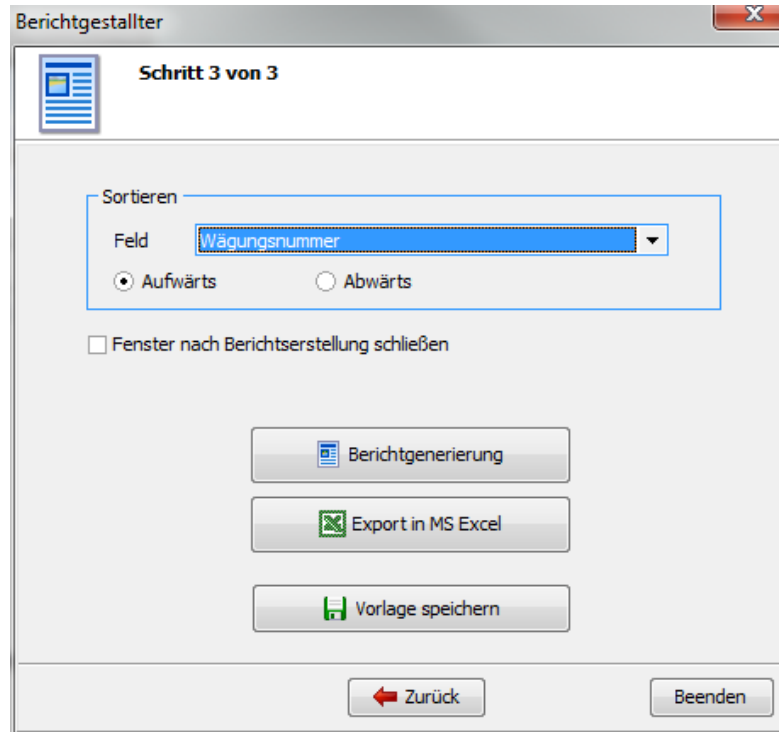 Berichtgestallter
Schritt 3 von 3
Sortieren
Feld Wägungsnummer
Aufwärts Abwärts
Fenster nach Berichtserstellung schließen
Berichtgenerierung
Export in MS Excel
Vorlage speichern
Zurück Beenden